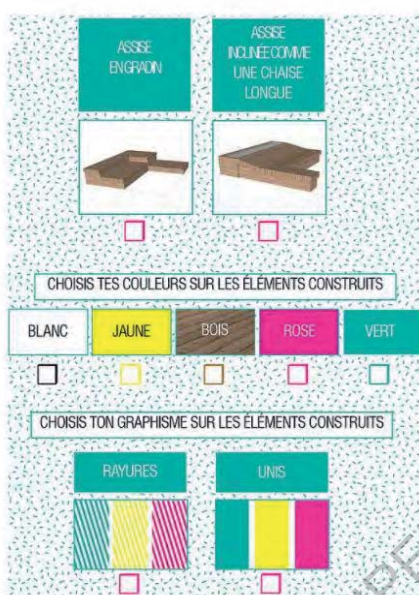 ASSISE
EN GRADIN
ASSISE
INCLINÉE COMME
UNE CHAISE
LONGUE
CHOISIS TES COULEURS SUR LES ÉLÉMENTS CONSTRUITS
BLANC
JAUNE
BOIS
ROSE
VERT
CHOISIS TON GRAPHISME SUR LES ÉLÉMENTS CONSTRUITS
RAYURES
UNIS